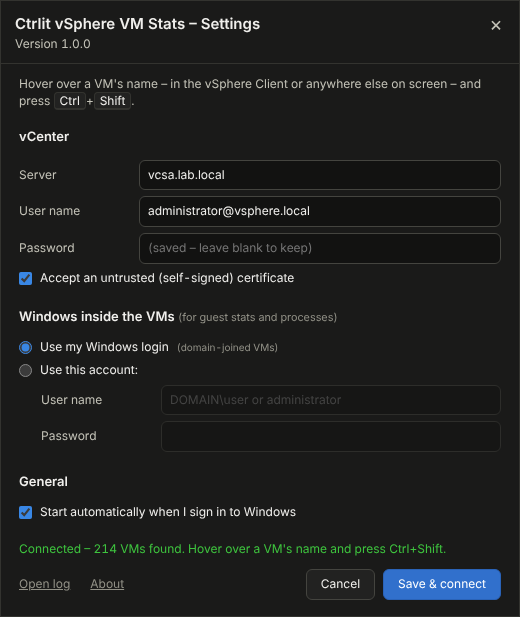 Ctrlit vSphere VM Stats – Settings
Version 1.0.0
Hover over a VM's name – in the vSphere Client or anywhere else on screen – and
press Ctrl+Shift.
vCenter
Server vcsa.lab.local
User name administrator@vsphere.local
Password (saved – leave blank to keep)
Accept an untrusted (self-signed) certificate
Windows inside the VMs (for guest stats and processes)
Use my Windows login (domain-joined VMs)
Use this account:
User name DOMAIN\user or administrator
Password
General
Start automatically when I sign in to Windows
Connected – 214 VMs found. Hover over a VM's name and press Ctrl+Shift.
Open log About Cancel Save & connect